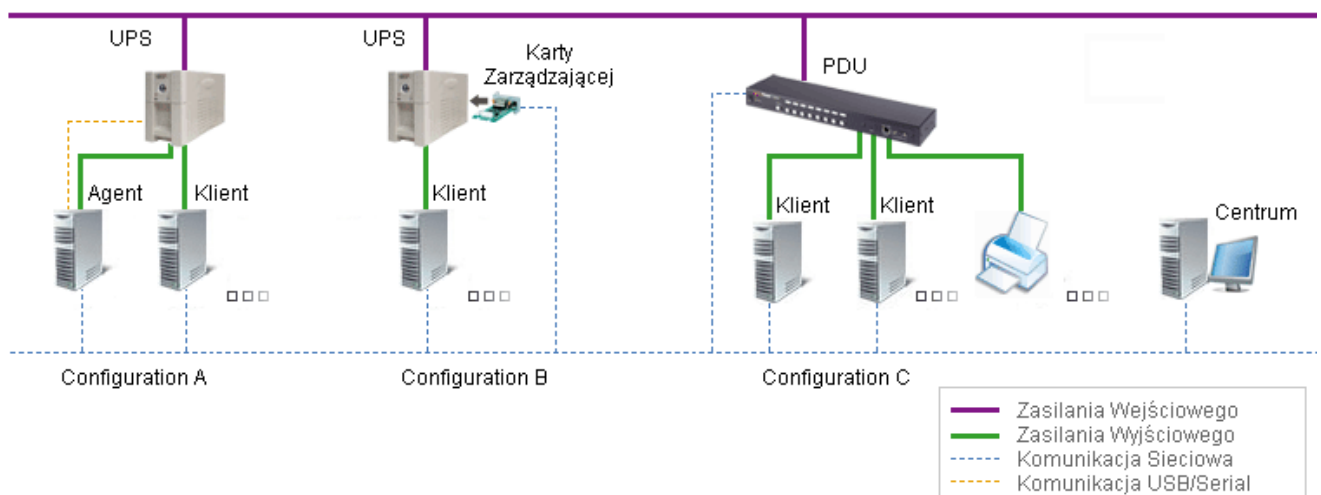 UPS
UPS
Karty
Zarządzającej
PDU
Agent
Klient
Klient
Klient
Klient
Centrum
Configuration A
Configuration B
Configuration C
Zasilania Wejściowego
Zasilania Wyjściowego
Komunikacja Sieciowa
Komunikacja USB/Serial